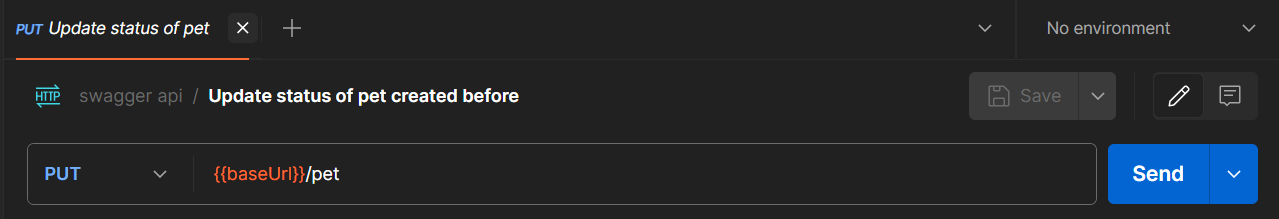 PUT Update status of pet
No environment
HTTP swagger api / Update status of pet created before
Save
PUT {{baseUrl}}/pet
Send